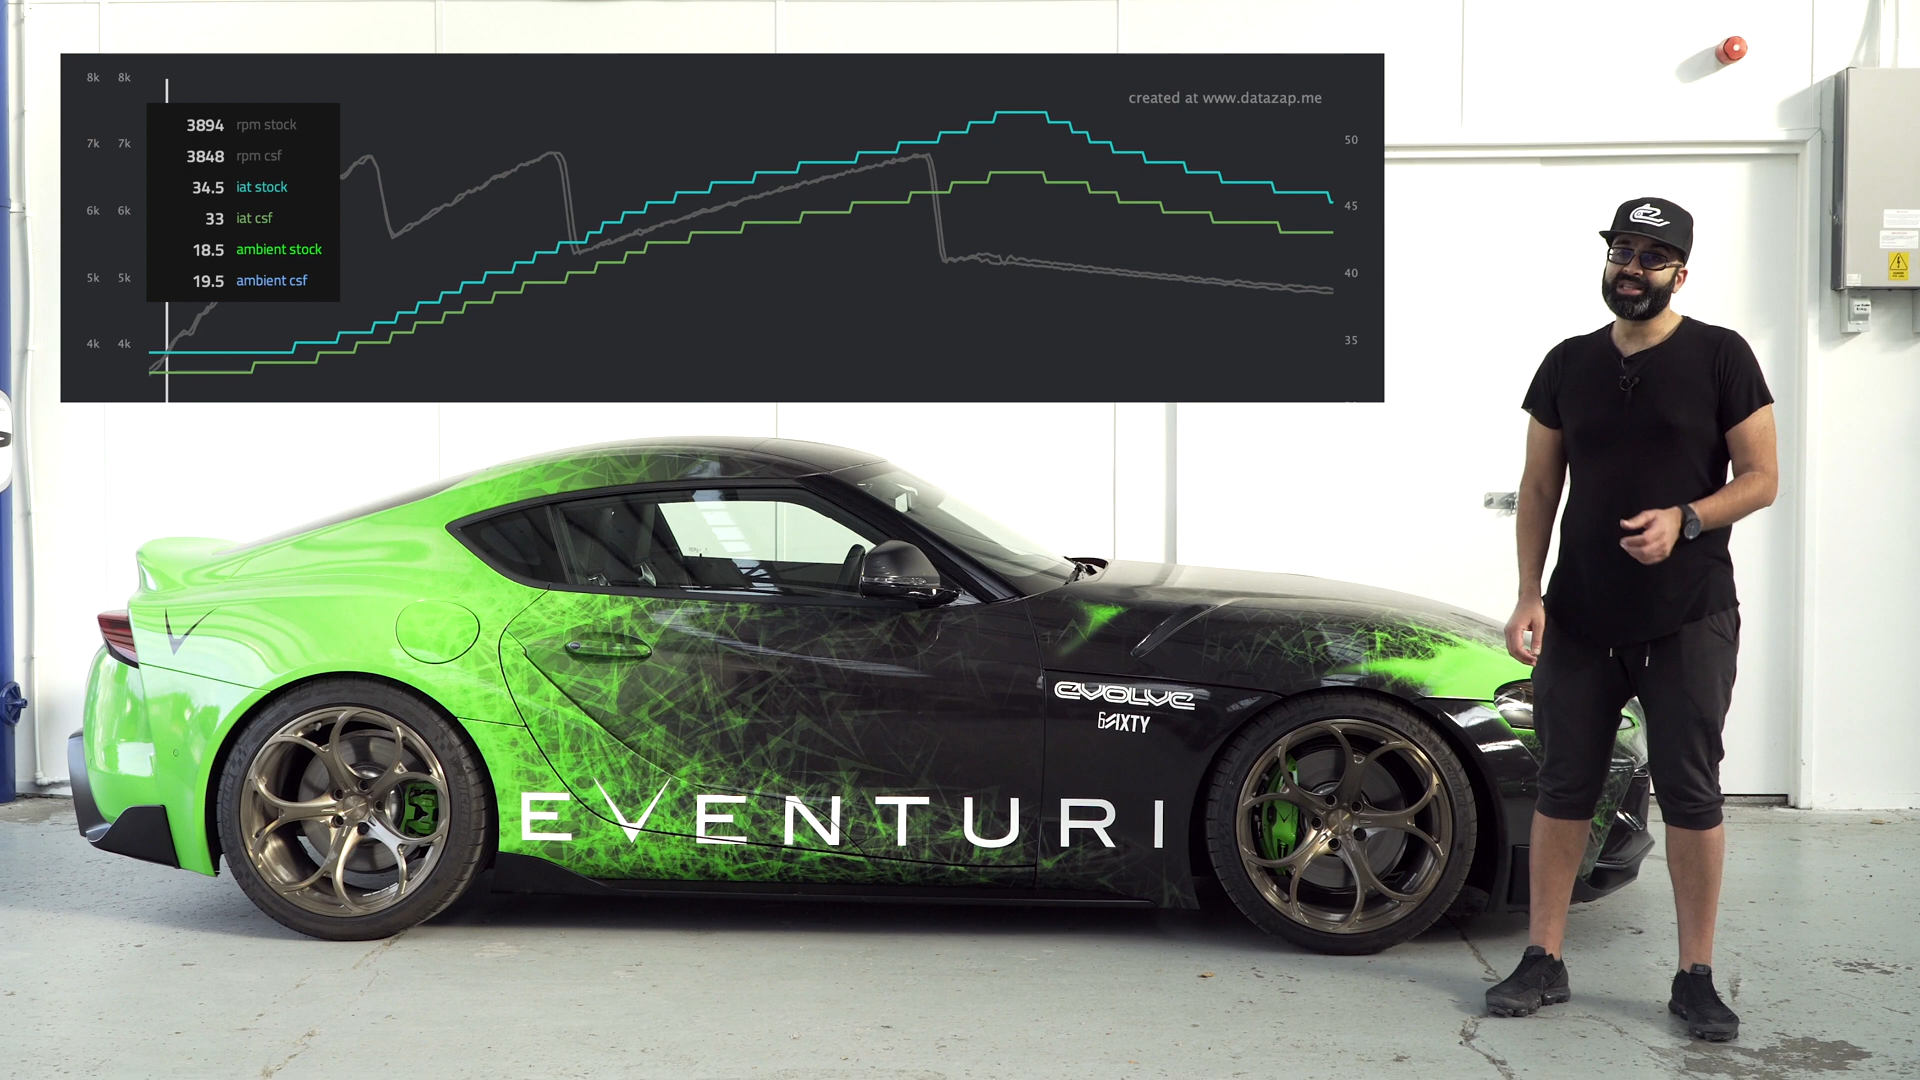 8k 8k
created at www.datazap.me
3894 rpm stock
7k 7k
50
3848 rpm csf
34.5 iat stock
6k 6k
33 iat csf
45
18.5 ambient stock
5k 5k
19.5 ambient csf
40
4k 4k
35
EVOLVE
6SIXTY
EVENTURI